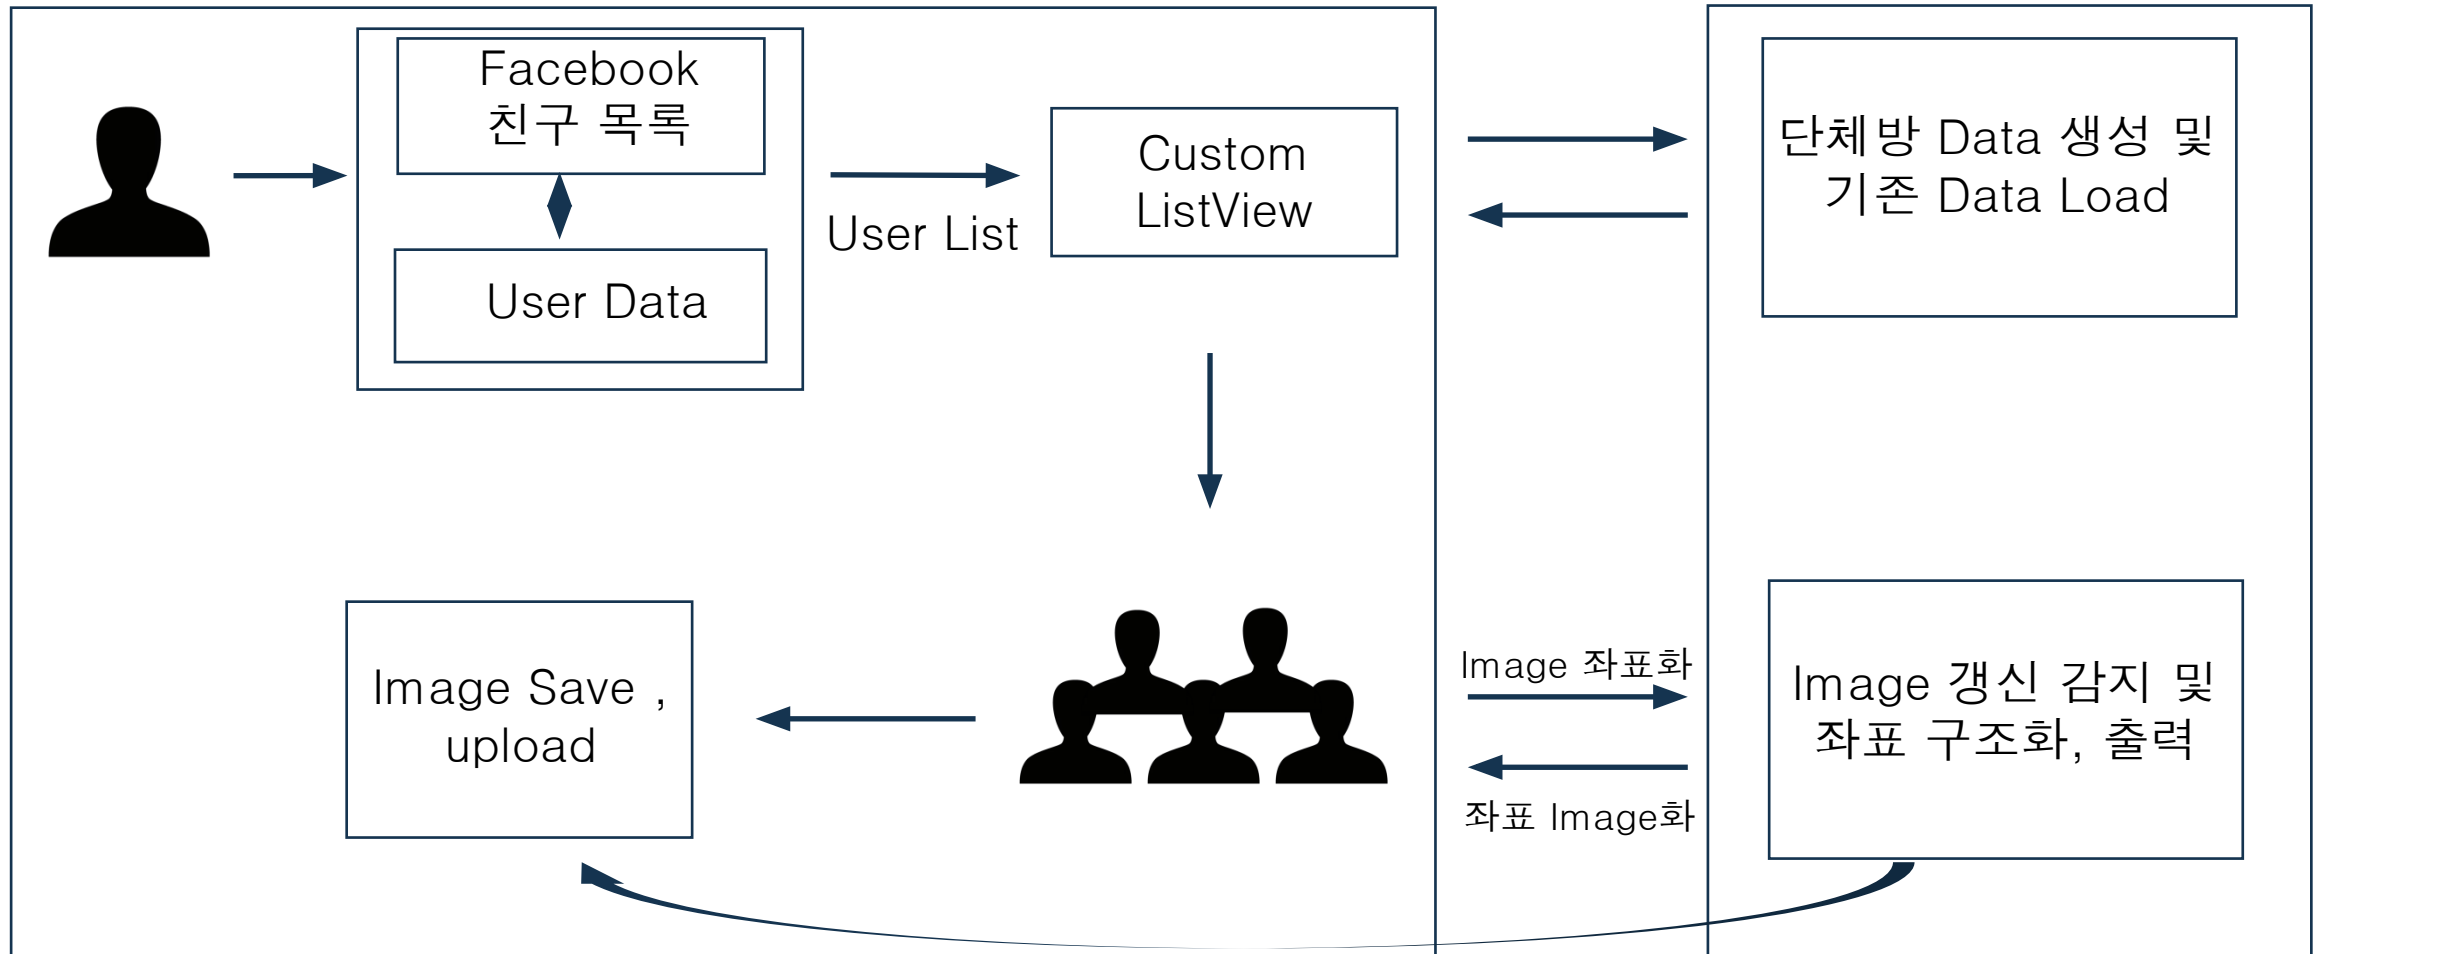 Facebook
친구 목록
User Data
User List
Custom
ListView
단체방 Data 생성 및
기존 Data Load
Image Save ,
upload
Image 좌표화
좌표 Image화
Image 갱신 감지 및
좌표 구조화, 출력